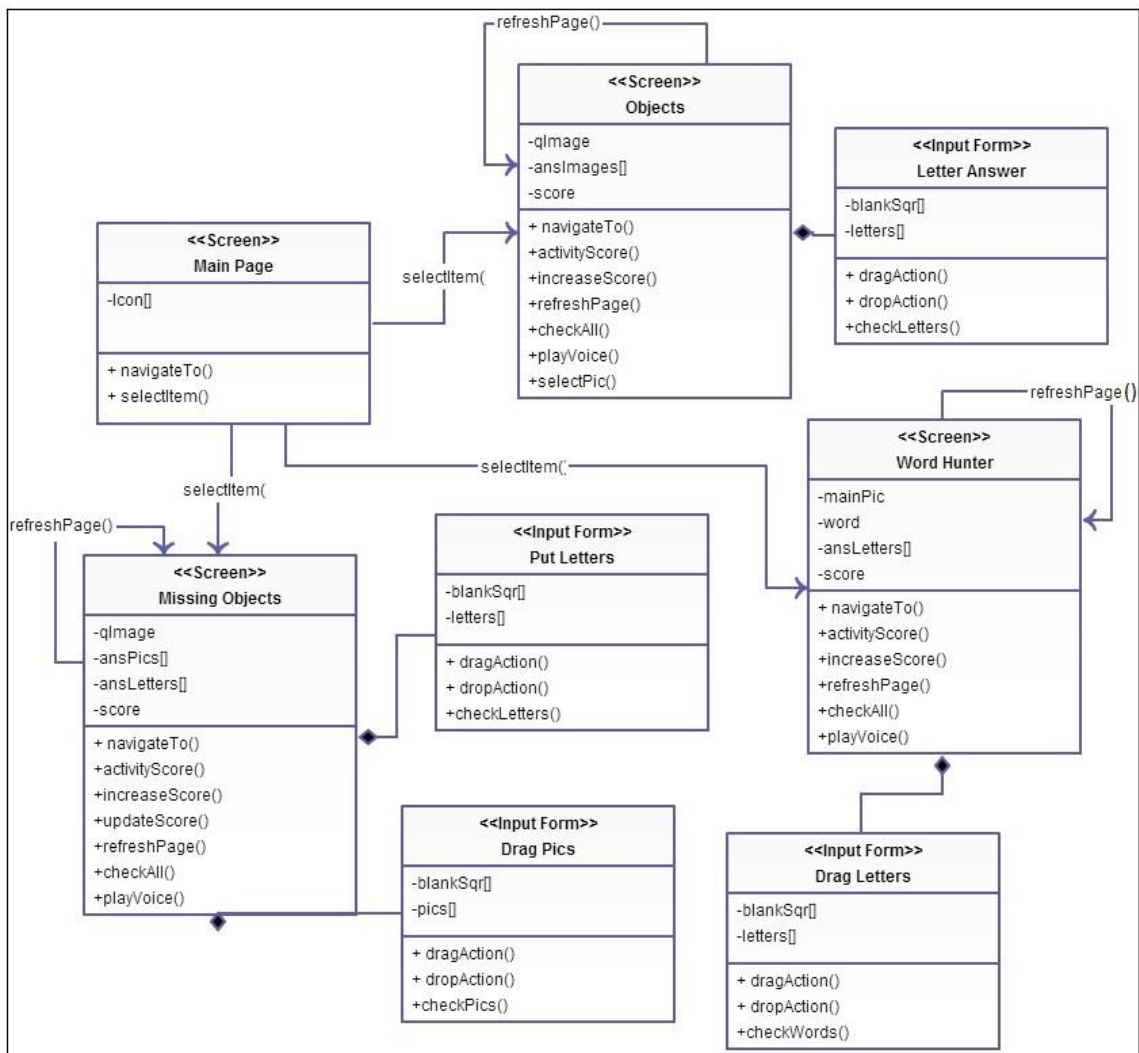 refreshPage()
<<Screen>>
Objects
-qImage
-ansImages[]
-score
+ navigateTo()
+activityScore()
+increaseScore()
+refreshPage()
+checkAll()
+playVoice()
+selectPic()
<<Input Form>>
Letter Answer
-blankSqr[]
-letters[]
+ dragAction()
+ dropAction()
+checkLetters()
<<Screen>>
Main Page
-Icon[]
+ navigateTo()
+ selectItem()
selectItem(
selectItem(
selectItem(
refreshPage()
<<Screen>>
Word Hunter
-mainPic
-word
-ansLetters[]
-score
+ navigateTo()
+activityScore()
+increaseScore()
+refreshPage()
+checkAll()
+playVoice()
refreshPage()
<<Screen>>
Missing Objects
-qImage
-ansPics[]
-ansLetters[]
-score
+ navigateTo()
+activityScore()
+increaseScore()
+updateScore()
+refreshPage()
+checkAll()
+playVoice()
<<Input Form>>
Put Letters
-blankSqr[]
-letters[]
+ dragAction()
+ dropAction()
+checkLetters()
<<Input Form>>
Drag Pics
-blankSqr[]
-pics[]
+ dragAction()
+ dropAction()
+checkPics()
<<Input Form>>
Drag Letters
-blankSqr[]
-letters[]
+ dragAction()
+ dropAction()
+checkWords()